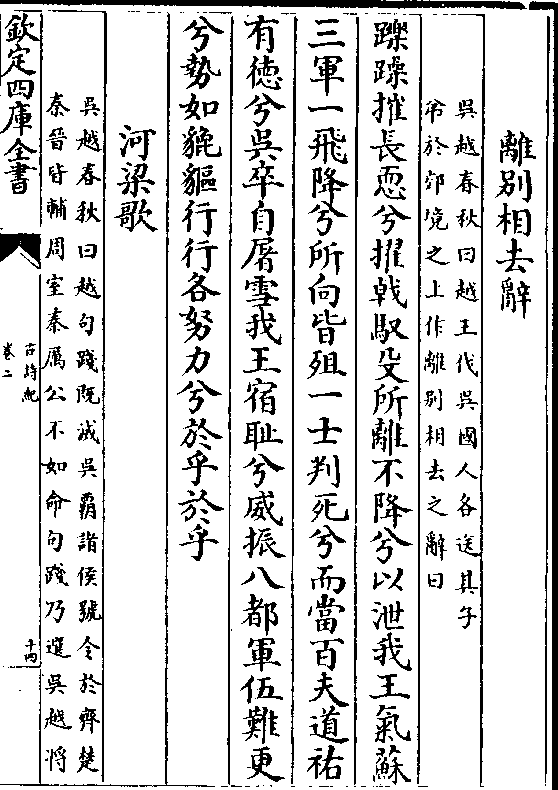 離別相去辭
吳越春秋曰越王伐吳國人各送其子
弟於郊境之上作離別相去之辭曰
躒躁摧長恧兮擢戟馭殳所離不降兮以泄我王氣蘇
三軍一飛降兮所向皆殂一士判死兮而當百夫道祐
有德兮吳卒自屠雪我王宿耻兮威振八都軍伍難更
兮勢如貔貙行行各努力兮於乎於乎
河梁歌
吳越春秋曰越句踐既滅吳霸諸侯號令於齊楚
秦晉皆輔周室秦厲公不如命句踐乃選吳越將
欽定四庫全書
古詩紀
卷二
十四